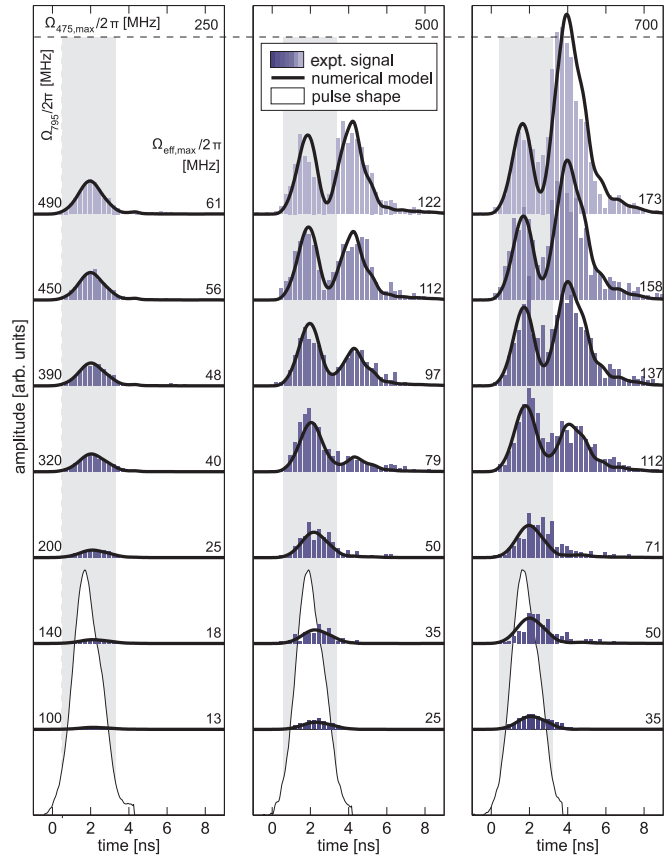 Ω475,max/2π [MHz] 250 500 700
Ω795/2π [MHz]
Ωeff,max/2π
[MHz]
expt. signal
numerical model
pulse shape
490 61 122 173
450 56 112 158
390 48 97 137
320 40 79 112
200 25 50 71
140 18 35 50
100 13 25 35
amplitude [arb. units]
0 2 4 6 8 0 2 4 6 8 0 2 4 6 8
time [ns] time [ns] time [ns]